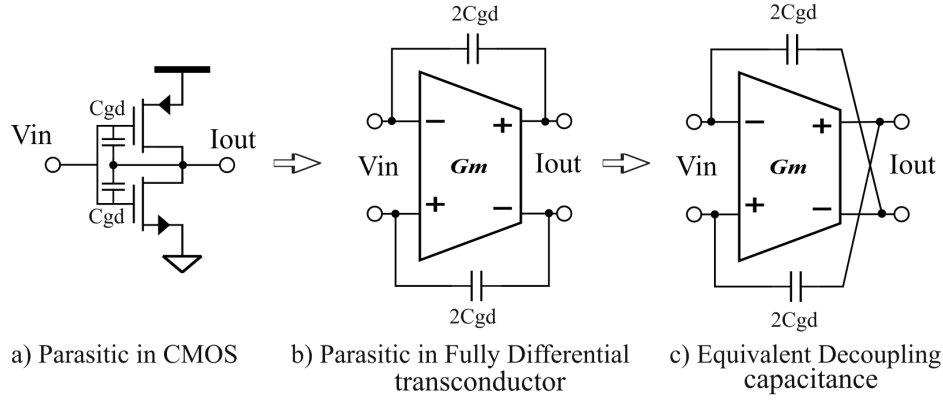 Cgd
Vin
Iout
Cgd
a) Parasitic in CMOS
2Cgd
− +
Vin Gm Iout
+ −
2Cgd
b) Parasitic in Fully Differential
transconductor
2Cgd
− +
Vin Gm Iout
+ −
2Cgd
c) Equivalent Decoupling
capacitance